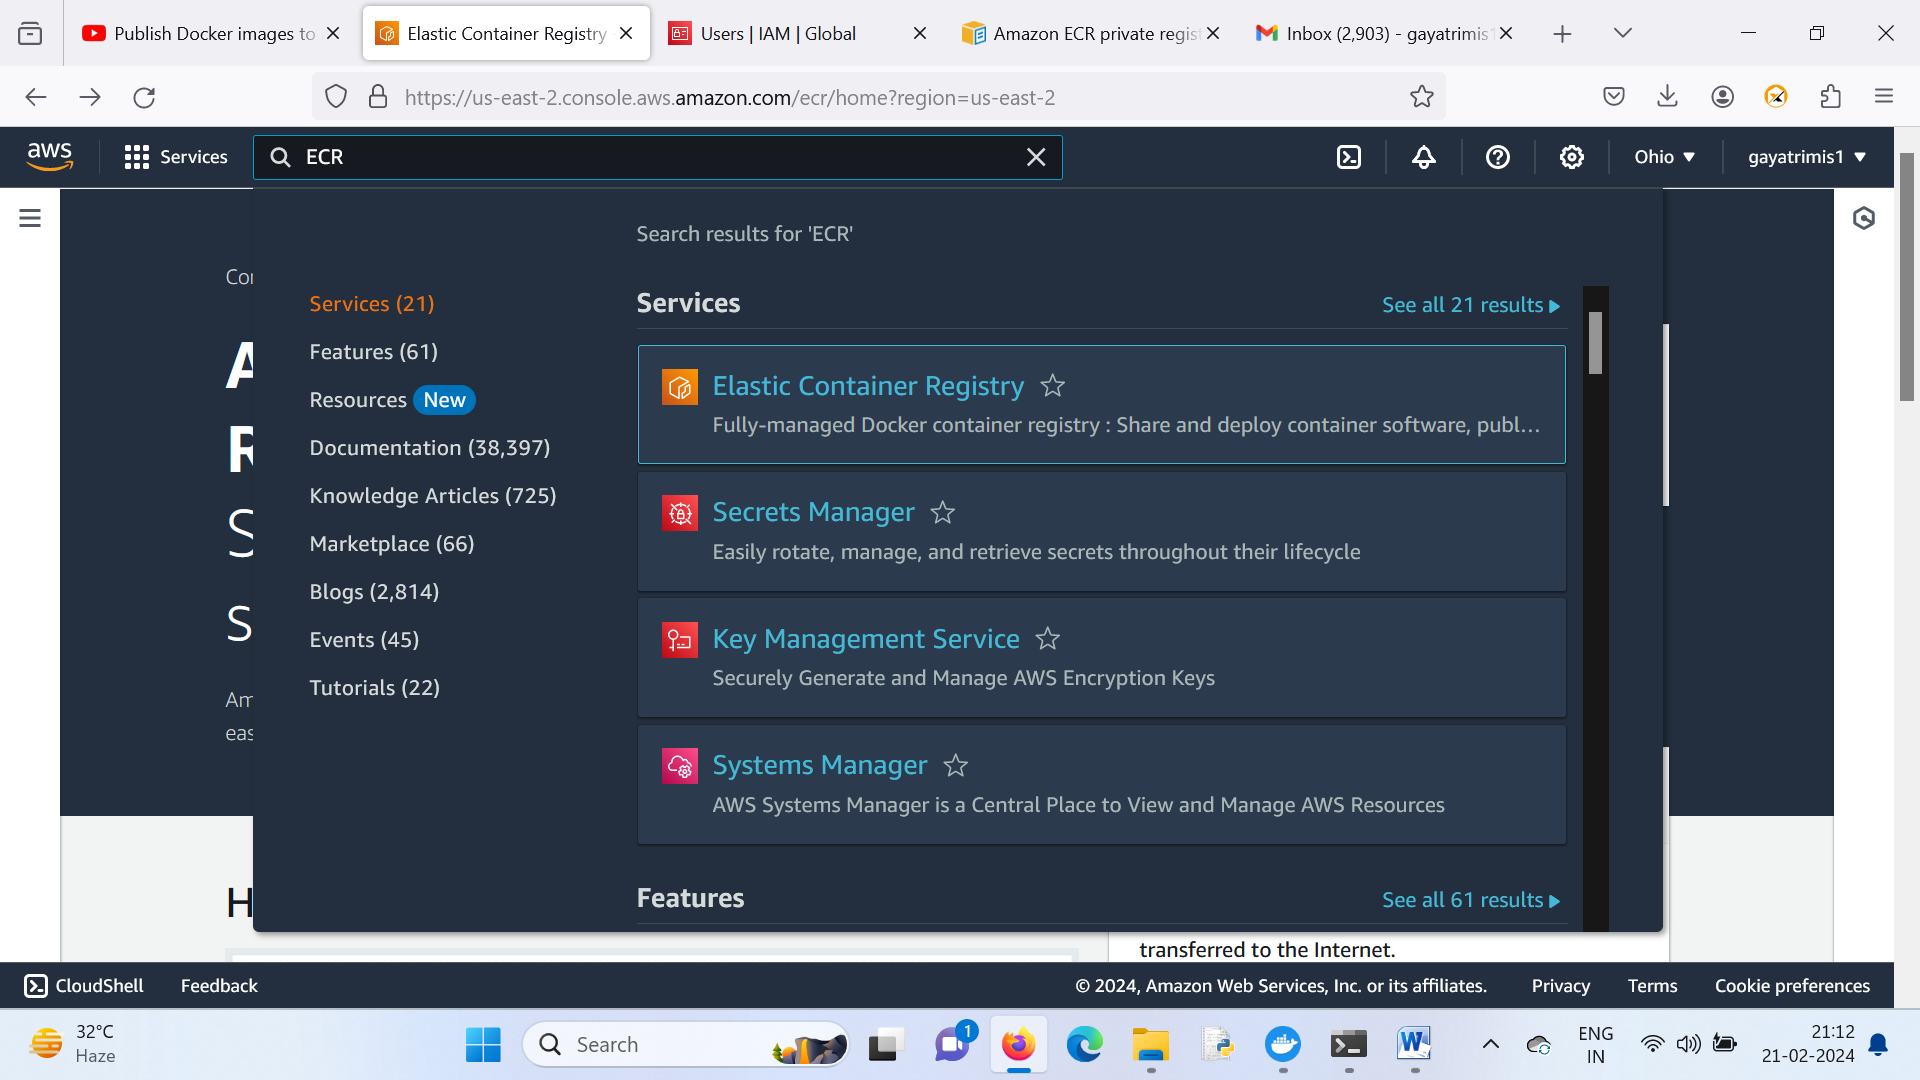 Publish Docker images to
Elastic Container Registry
Users | IAM | Global
Amazon ECR private regist
Inbox (2,903) - gayatrimis1
https://us-east-2.console.aws.amazon.com/ecr/home?region=us-east-2
aws
Services
ECR
Ohio
gayatrimis1
Search results for 'ECR'
Services (21)
Features (61)
Resources New
Documentation (38,397)
Knowledge Articles (725)
Marketplace (66)
Blogs (2,814)
Events (45)
Tutorials (22)
Services
See all 21 results
Elastic Container Registry
Fully-managed Docker container registry : Share and deploy container software, publ...
Secrets Manager
Easily rotate, manage, and retrieve secrets throughout their lifecycle
Key Management Service
Securely Generate and Manage AWS Encryption Keys
Systems Manager
AWS Systems Manager is a Central Place to View and Manage AWS Resources
Features
See all 61 results
transferred to the Internet.
CloudShell
Feedback
© 2024, Amazon Web Services, Inc. or its affiliates.
Privacy
Terms
Cookie preferences
32°C
Haze
Search
1
ENG
IN
21:12
21-02-2024